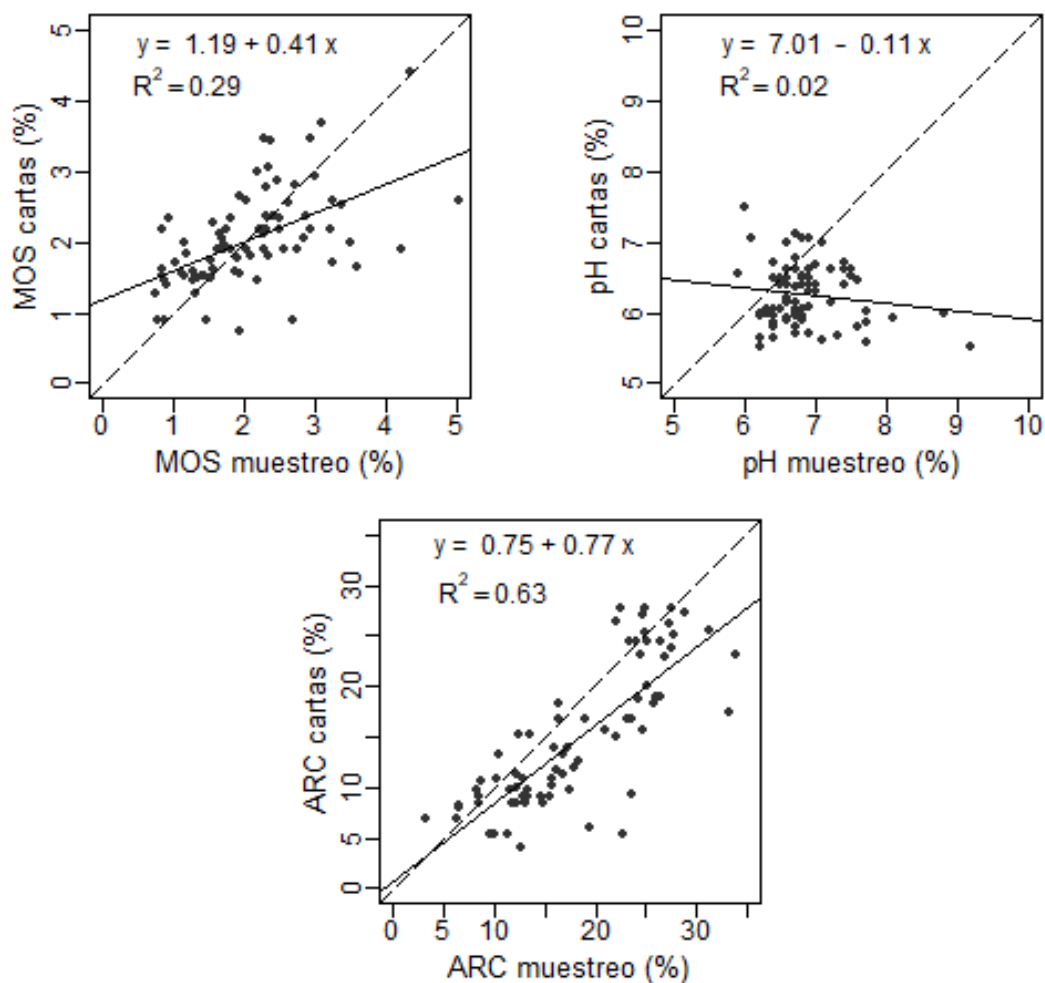 y = 1.19 + 0.41 x
R² = 0.29
MOS cartas (%)
5
4
3
2
1
0
0 1 2 3 4 5
MOS muestreo (%)
y = 7.01 - 0.11 x
R² = 0.02
pH cartas (%)
10
9
8
7
6
5
5 6 7 8 9 10
pH muestreo (%)
y = 0.75 + 0.77 x
R² = 0.63
ARC cartas (%)
30
20
10
5
0
0 5 10 20 30
ARC muestreo (%)